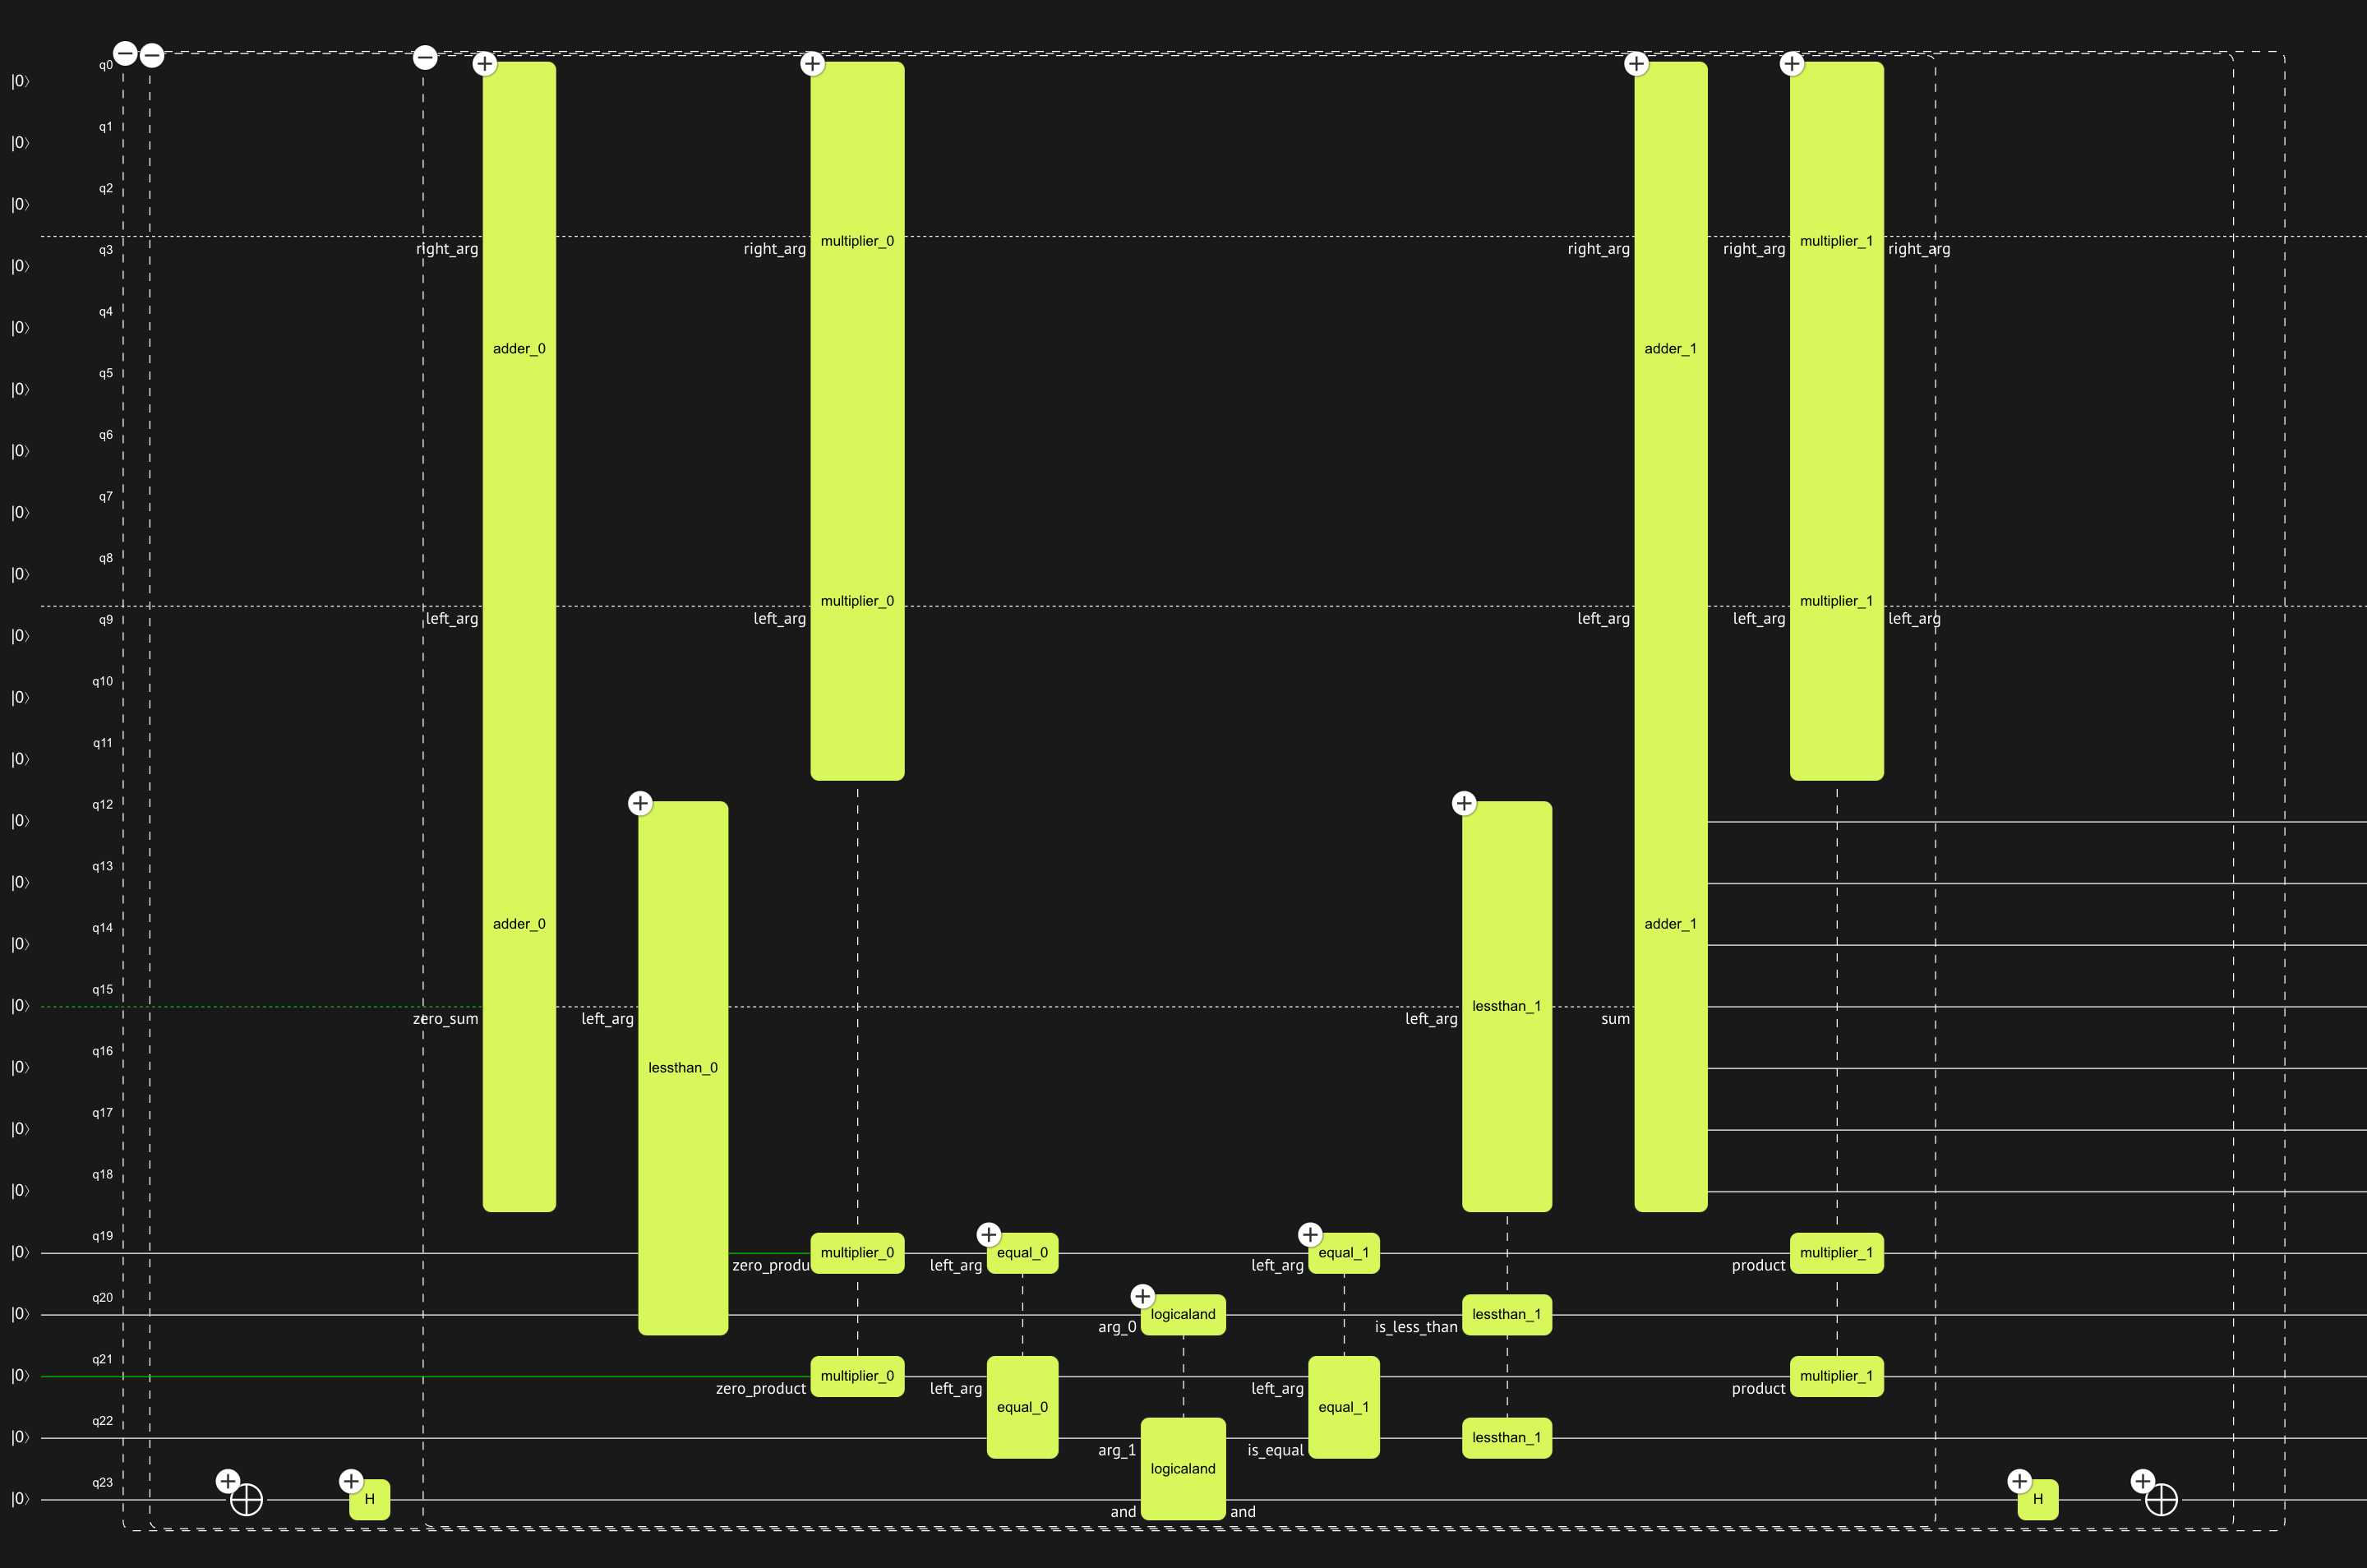 q0
|0⟩
q1
|0⟩
q2
|0⟩
q3
|0⟩
right_arg
right_arg
multiplier_0
right_arg
right_arg
multiplier_1
right_arg
q4
|0⟩
adder_0
adder_1
q5
|0⟩
q6
|0⟩
q7
|0⟩
q8
|0⟩
multiplier_0
multiplier_1
q9
|0⟩
left_arg
left_arg
left_arg
left_arg
left_arg
q10
|0⟩
q11
|0⟩
q12
|0⟩
q13
|0⟩
q14
|0⟩
adder_0
adder_1
q15
|0⟩
lessthan_1
zero_sum
left_arg
left_arg
sum
q16
|0⟩
lessthan_0
q17
|0⟩
q18
|0⟩
q19
|0⟩
multiplier_0
equal_0
equal_1
multiplier_1
zero_produ
left_arg
left_arg
product
q20
|0⟩
logicaland
lessthan_1
arg_0
is_less_than
q21
|0⟩
multiplier_0
multiplier_1
zero_product
left_arg
left_arg
product
equal_0
equal_1
q22
|0⟩
lessthan_1
arg_1
is_equal
logicaland
q23
|0⟩
H
H
and
and